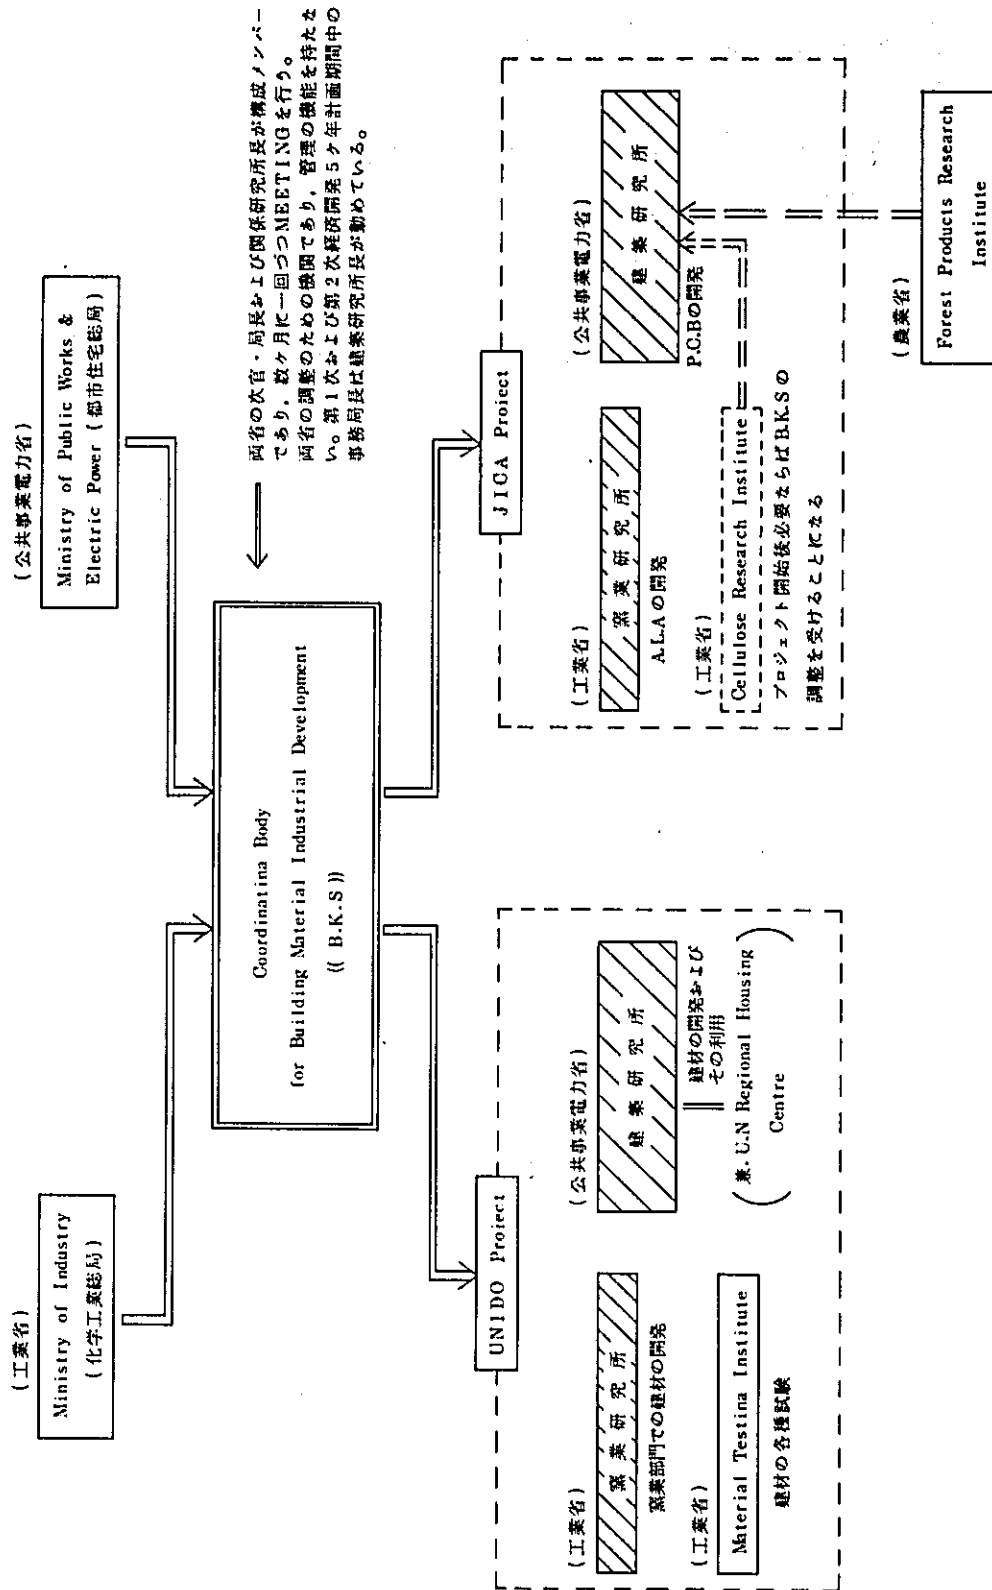 (工業省)
Ministry of Industry
(化学工業総局)
(公共事業電力省)
Ministry of Public Works &
Electric Power (都市住宅総局)
Coordinatina Body
for Building Material Industrial Development
(( B.K.S ))
両省の次官・局長および関係研究所長が構成メンバー
であり,数ヶ月に一回づつMEETINGを行う。
両省の調整のための機関であり,管理の機能を持たな
い。第1次および第2次経済開発5ケ年計画期間中の
事務局長は建築研究所長が勤めている。
UNIDO Project
(工業省)
窯業研究所
窯業部門での建材の開発
(公共事業電力省)
建築研究所
建材の開発および
その利用
(兼. U.N Regional Housing
Centre)
(工業省)
Material Testina Institute
建材の各種試験
JICA Project
(工業省)
窯業研究所
A.L.Aの開発
(公共事業電力省)
建築研究所
P.C.Bの開発
(工業省)
Cellulose Research Institute
プロジェクト開始後必要ならばB.K.Sの
調整を受けることになる
(農業省)
Forest Products Research
Institute